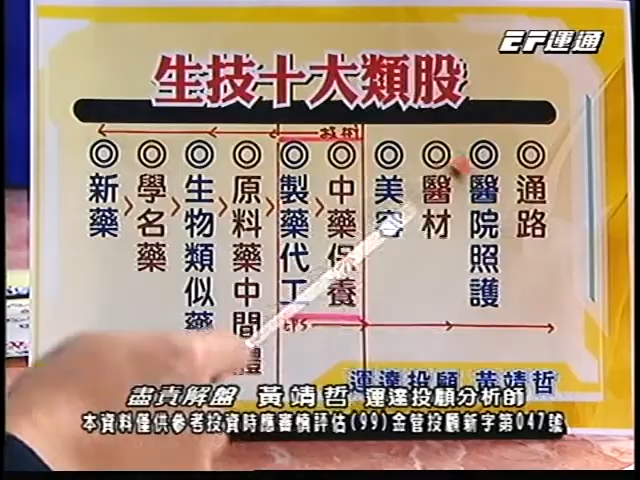 EF運通
生技十大類股
技術
新藥
學名藥
生物類似藥
原料藥中間體
製藥代工
中藥保養
美容
醫材
醫院照護
通路
EPS
運達投顧 黃靖哲
盡責解盤 黃靖哲 運達投顧分析師
本資料僅供參考投資時應審慎評估(99)金管投顧新字第047號